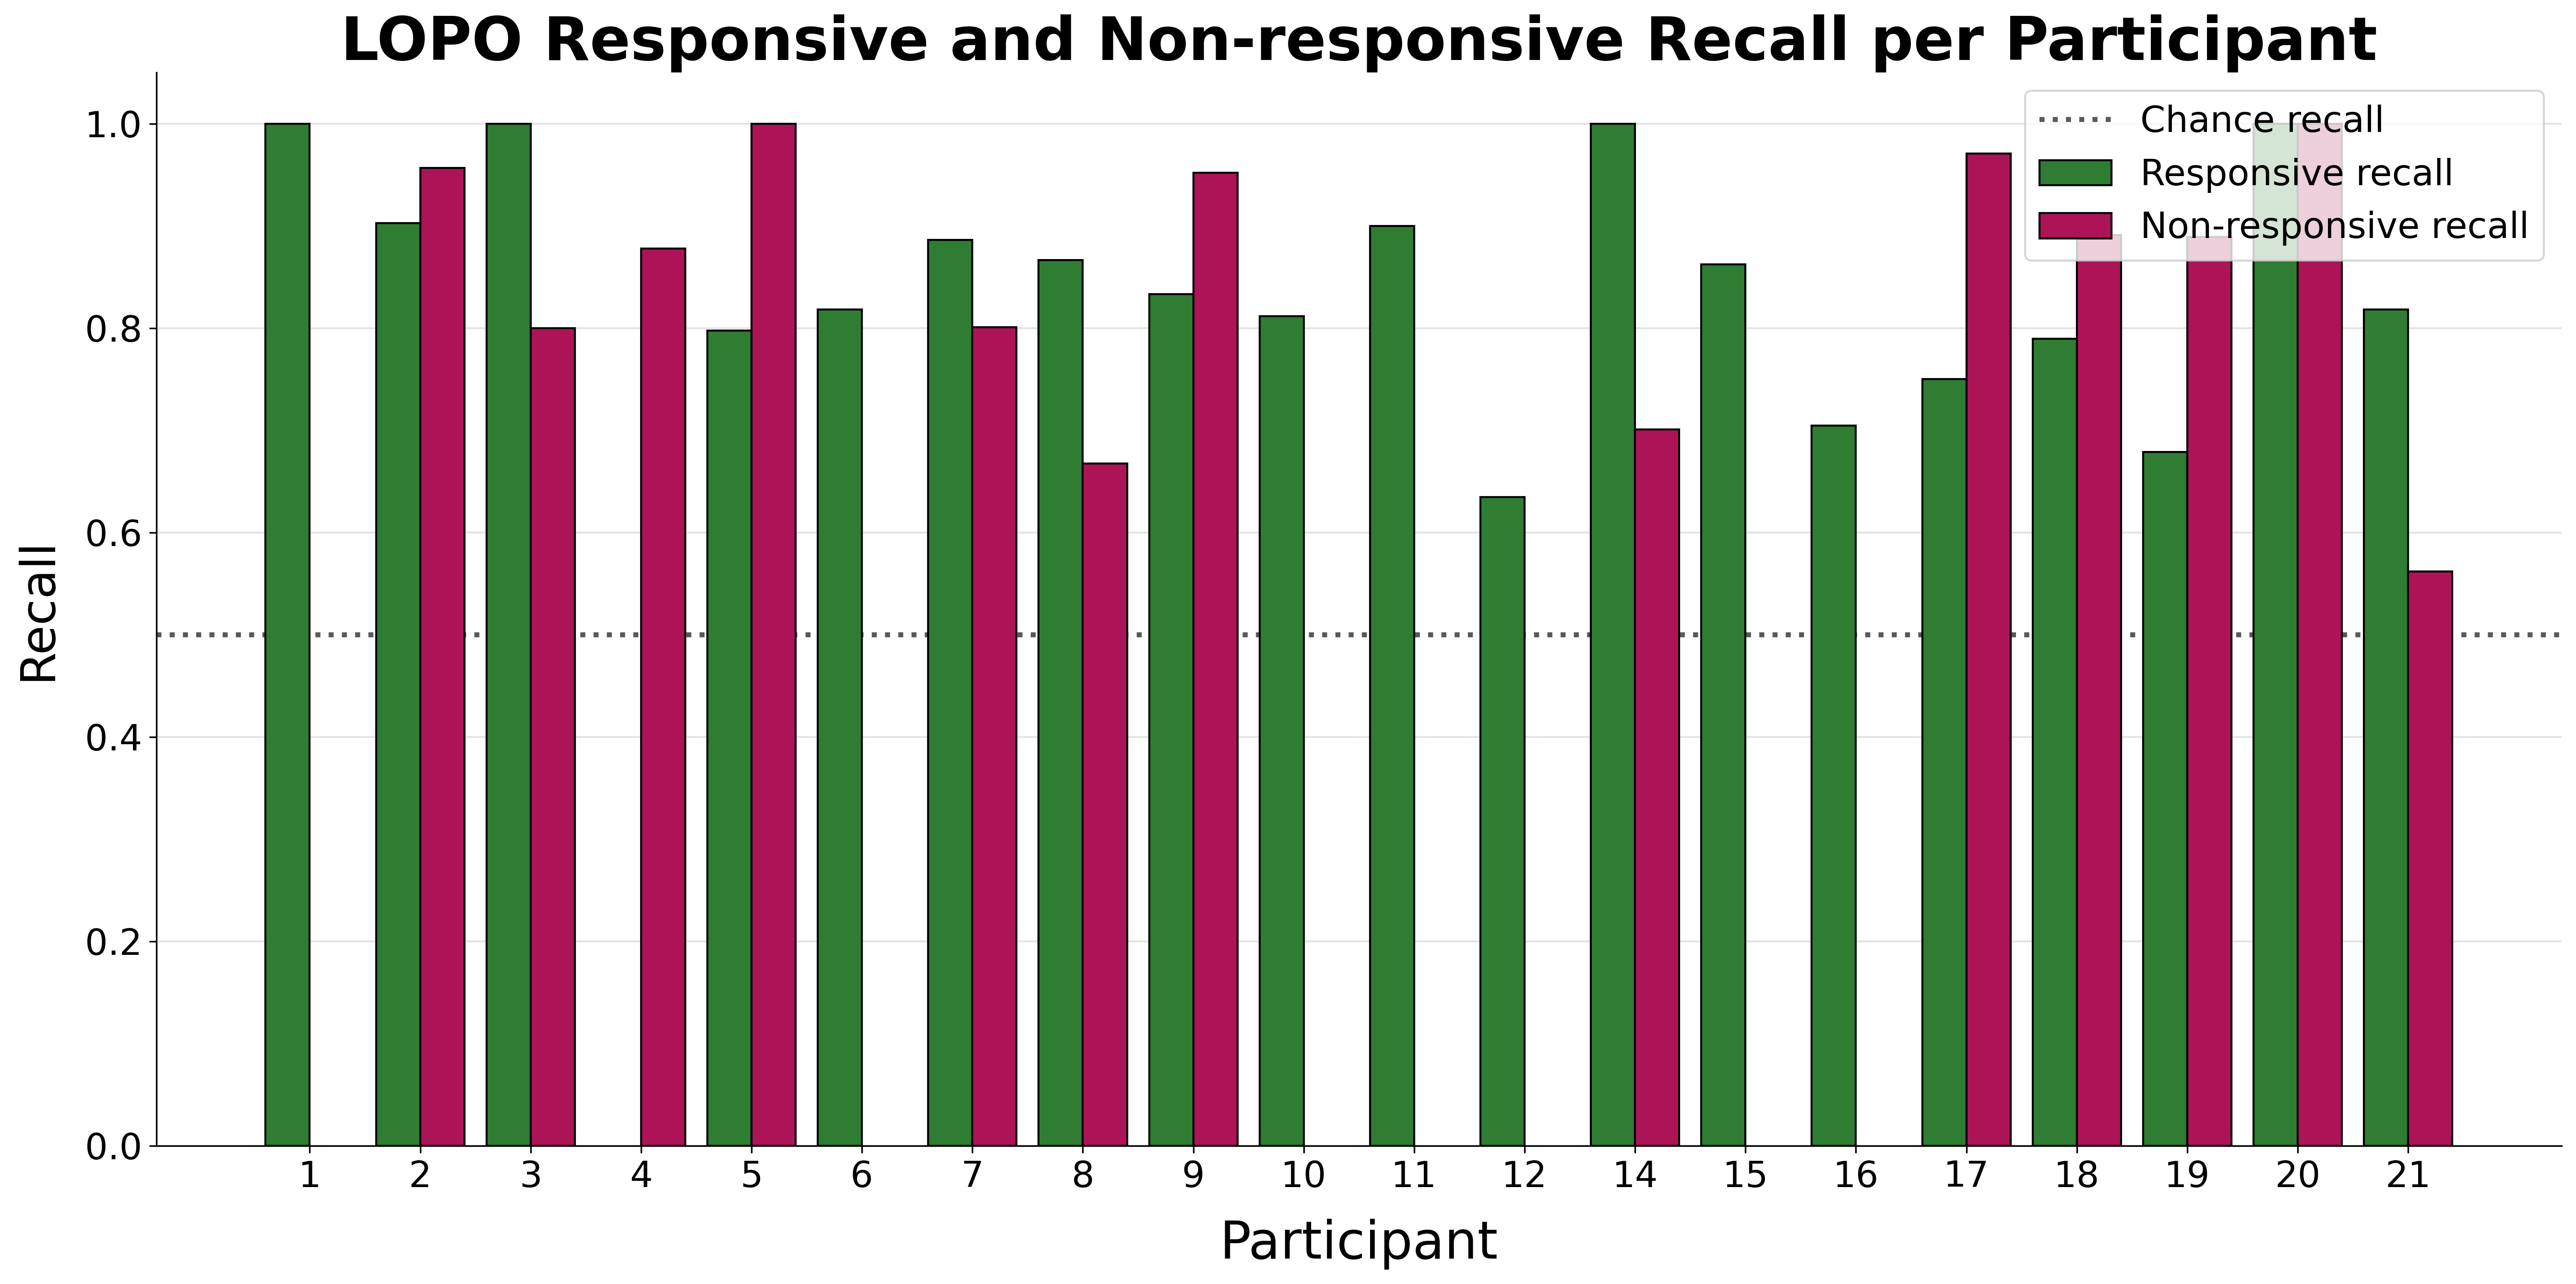 LOPO Responsive and Non-responsive Recall per Participant
Chance recall
Responsive recall
Non-responsive recall
Recall
1.0
0.8
0.6
0.4
0.2
0.0
1 2 3 4 5 6 7 8 9 10 11 12 14 15 16 17 18 19 20 21
Participant